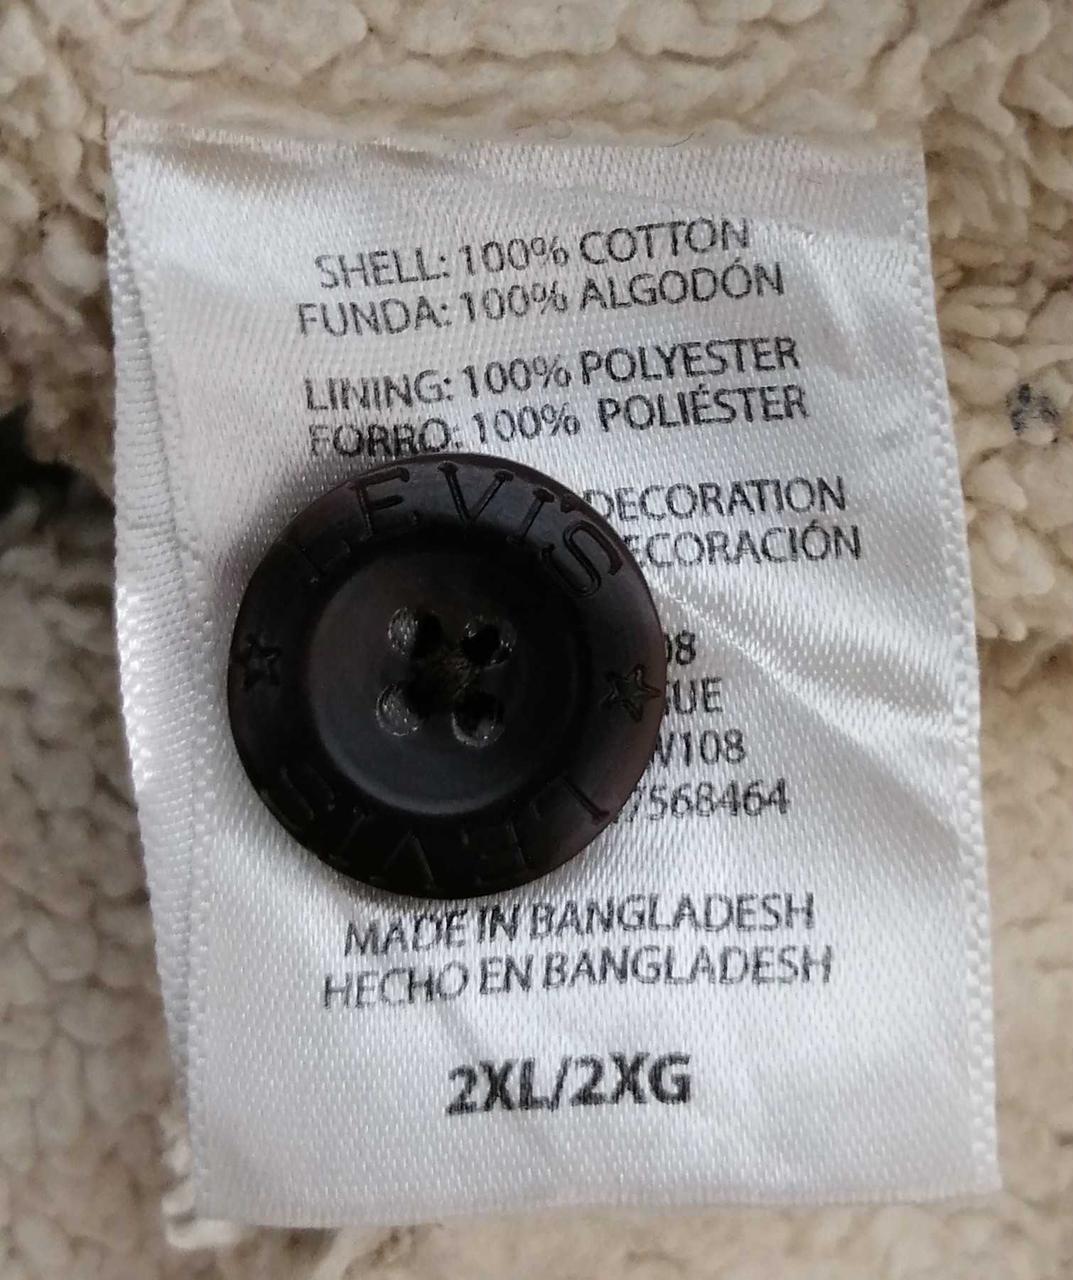 SHELL: 100% COTTON
FUNDA: 100% ALGODÓN
LINING: 100% POLYESTER
FORRO: 100% POLIÉSTER
LEVI'S
DECORATION
ECORACIÓN
08
UE
W108
7568464
LEVI'S
MADE IN BANGLADESH
HECHO EN BANGLADESH
2XL/2XG